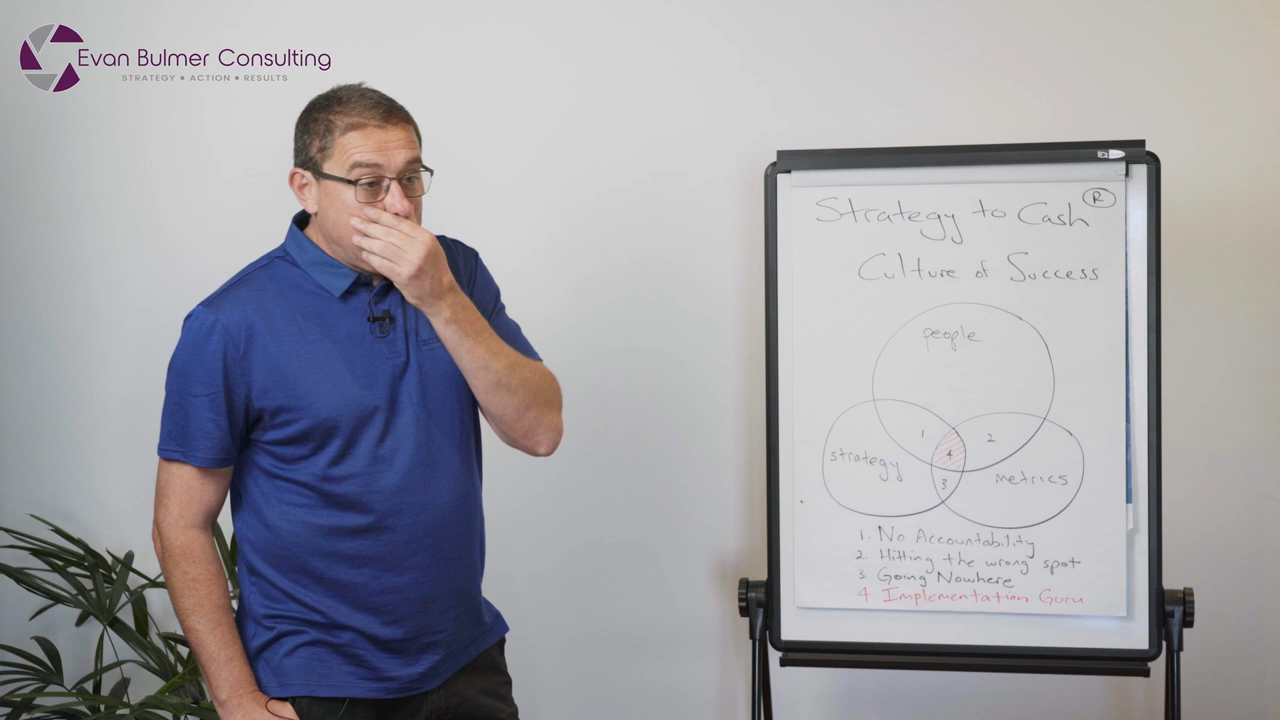 Evan Bulmer Consulting
STRATEGY • ACTION • RESULTS
Strategy to Cash ®
Culture of Success
people
1
2
4
strategy
3
metrics
1. No Accountability
2. Hitting the wrong spot
3. Going Nowhere
4 Implementation Guru